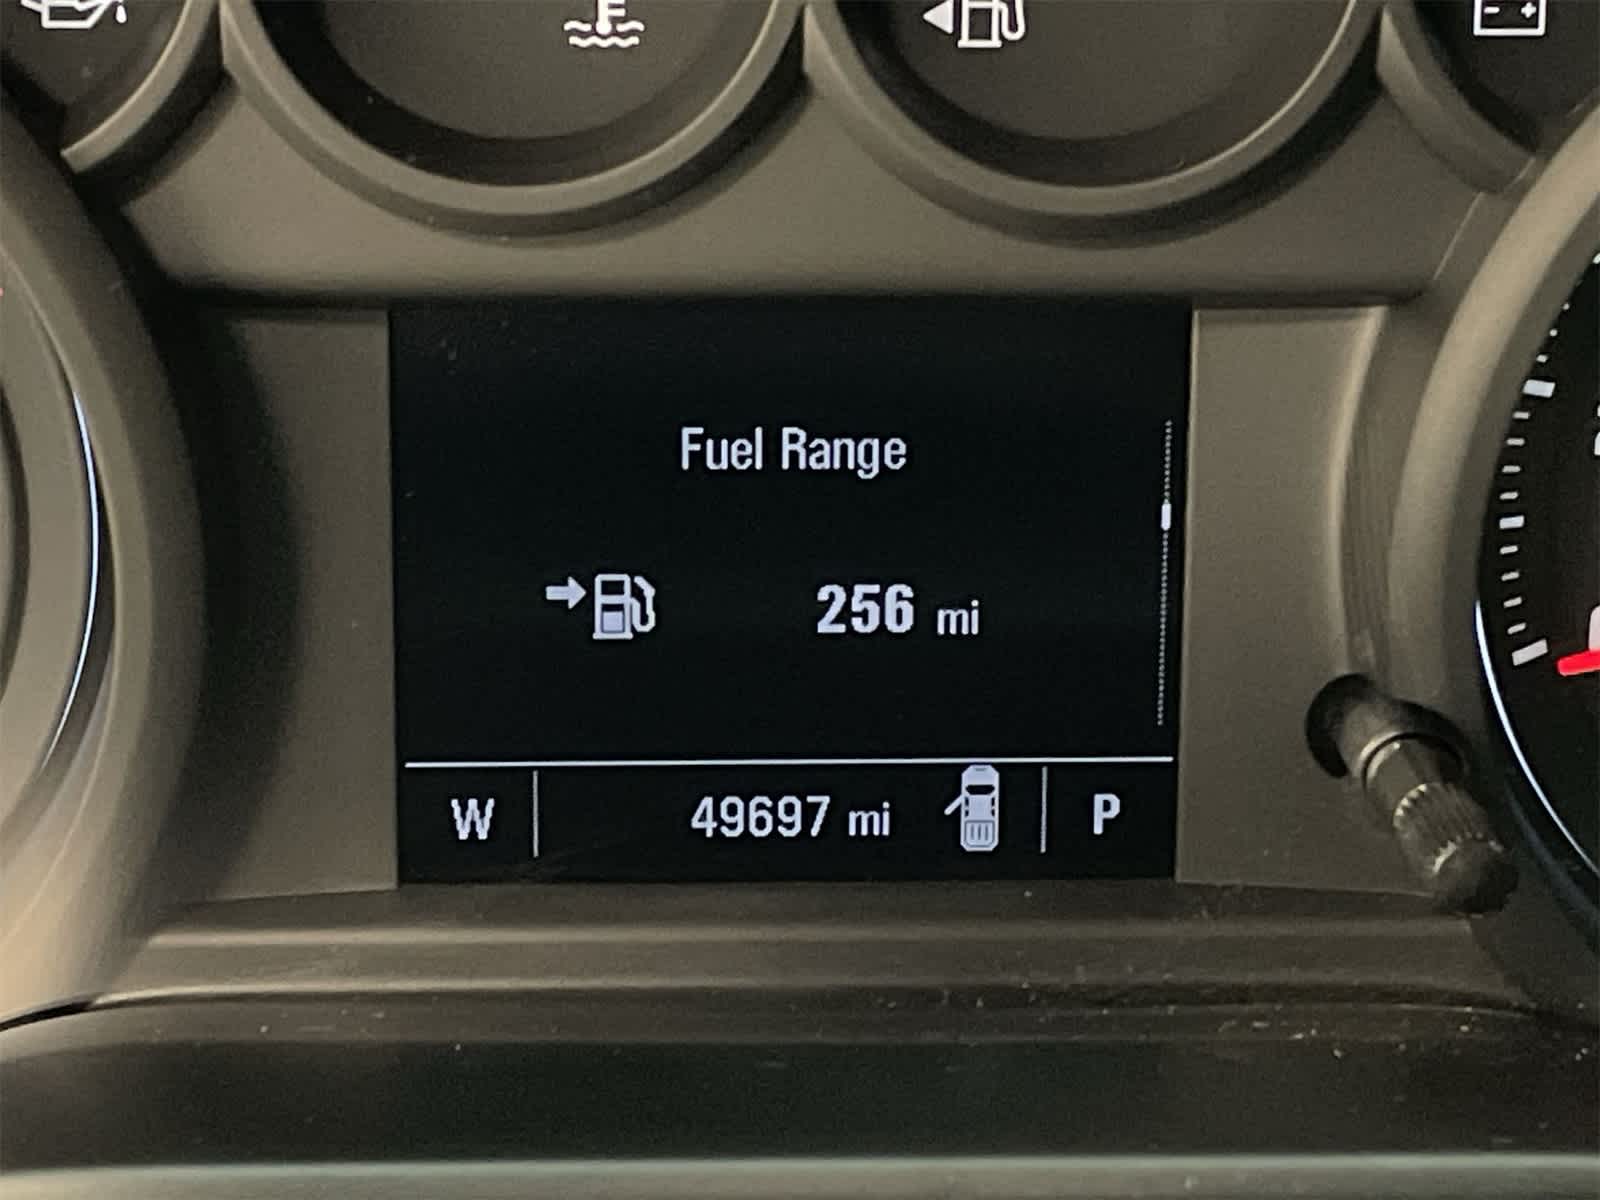 Fuel Range
256 mi
W 49697 mi P